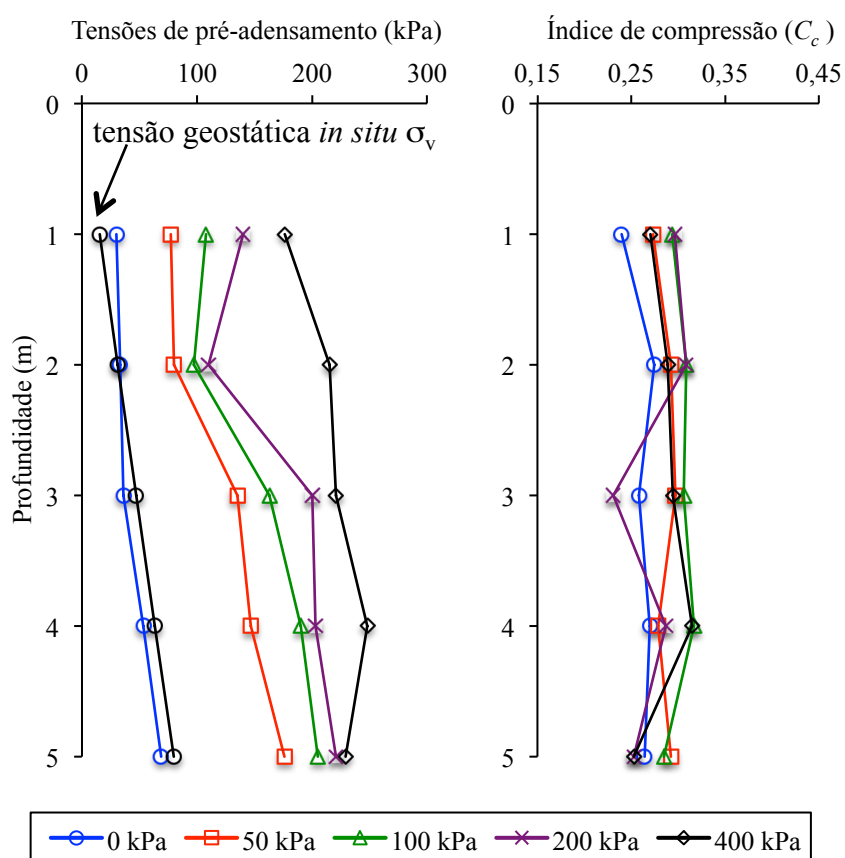 Tensões de pré-adensamento (kPa)
0 100 200 300
0
tensão geostática in situ σv
1
2
3
4
5
Profundidade (m)
Índice de compressão (Cc)
0,15 0,25 0,35 0,45
0
1
2
3
4
5
0 kPa 50 kPa 100 kPa 200 kPa 400 kPa